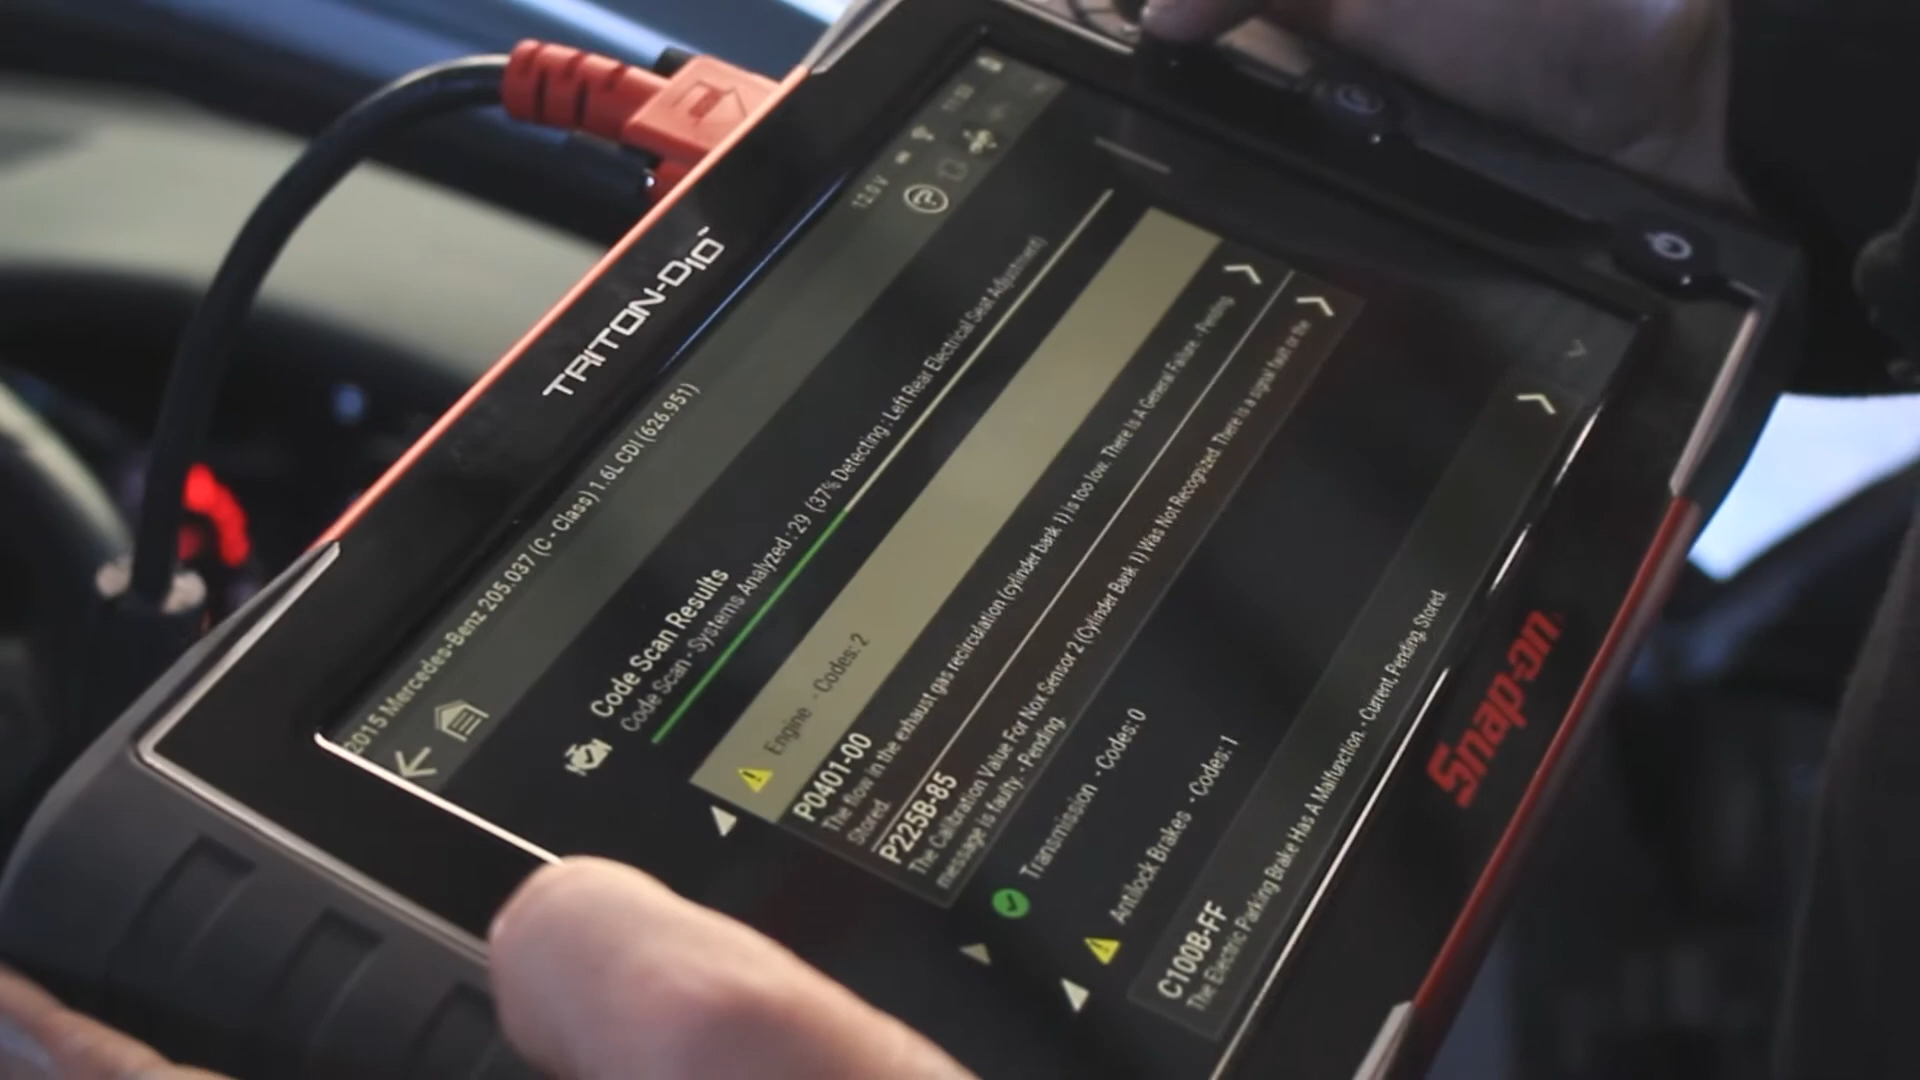 TRITON-D10™
12.0V
2015 Mercedes-Benz 205.037 (C - Class) 1.6L CDI (626.951)
Code Scan Results
Code Scan - Systems Analyzed : 29 (37% Detecting : Left Rear Electrical Seat Adjustment)
Engine - Codes: 2
P0401-00
The flow in the exhaust gas recirculation (cylinder bank 1) is too low. There Is A General Failure. - Pending
Stored.
P225B-85
The Calibration Value For Nox Sensor 2 (Cylinder Bank 1) Was Not Recognized. There is a signal fault or the
message is faulty. - Pending.
Transmission - Codes: 0
Antilock Brakes - Codes: 1
C100B-FF
The Electric Parking Brake Has A Malfunction. - Current, Pending, Stored.
Snap-on